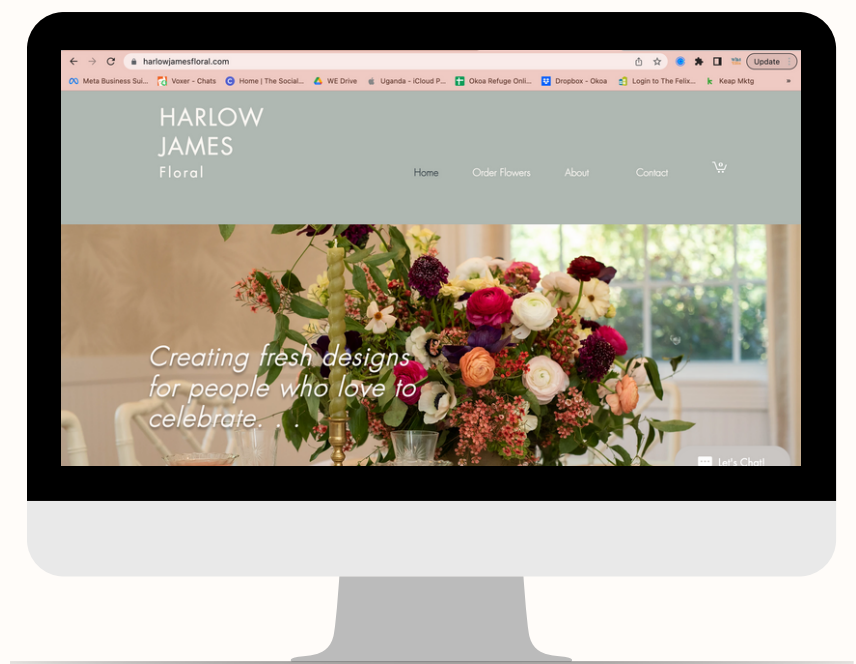 harlowjamesfloral.com
Update
Meta Business Sui... Voxer - Chats Home | The Social... WE Drive Uganda - iCloud P... Okoa Refuge Onli... Dropbox - Okoa Login to The Felix... Keap Mktg »
HARLOW
JAMES
Floral
Home Order Flowers About Contact 0
Creating fresh designs
for people who love to
celebrate. . .
Let's Chat!